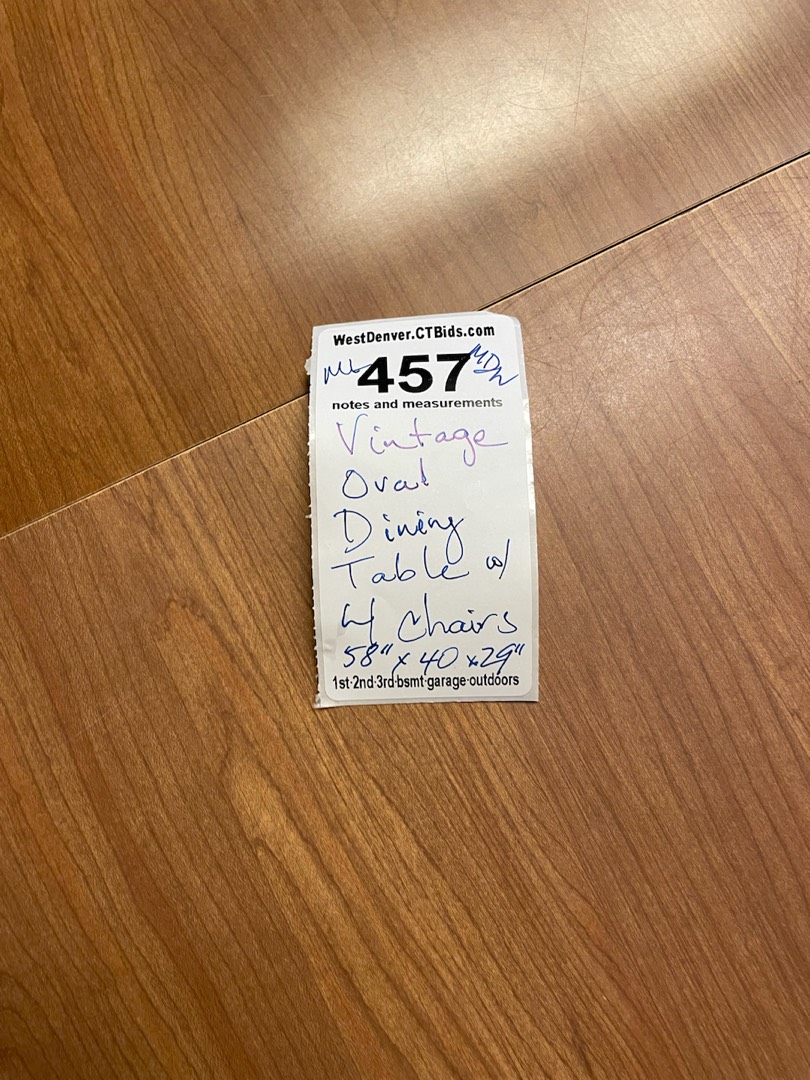 WestDenver.CTBids.com
457
notes and measurements
Vintage
Oval
Dining
Table w/
4 Chairs
58" x 40 x 29"
1st·2nd·3rd·bsmt·garage·outdoors